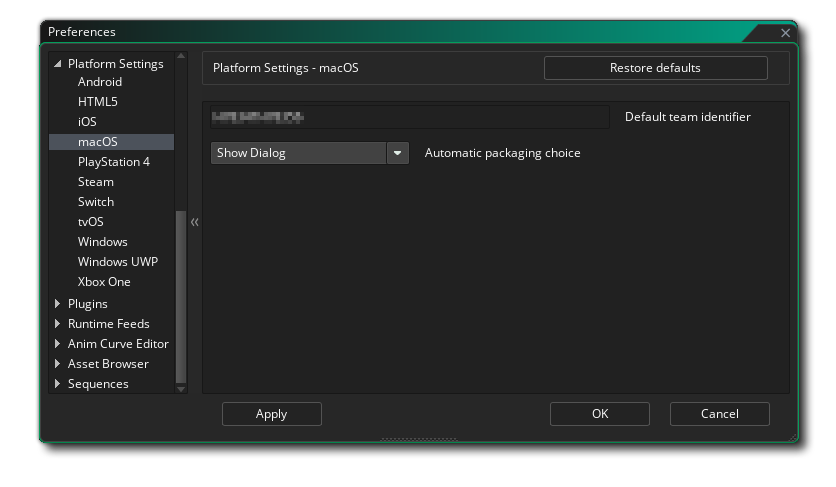 Preferences
Platform Settings
Android
HTML5
iOS
macOS
PlayStation 4
Steam
Switch
tvOS
Windows
Windows UWP
Xbox One
Plugins
Runtime Feeds
Anim Curve Editor
Asset Browser
Sequences
Platform Settings - macOS
Restore defaults
Default team identifier
Show Dialog
Automatic packaging choice
Apply
OK
Cancel